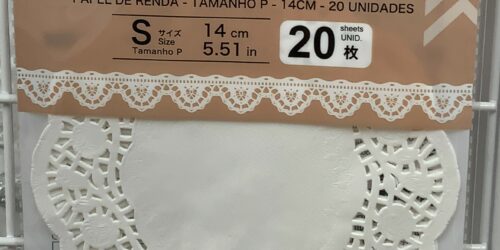 PAPEL DE RENDA - TAMANHO P - 14CM - 20 UNIDADES
S サイズ Size 14 cm
Tamanho P 5.51 in
20 sheets UNID. 枚